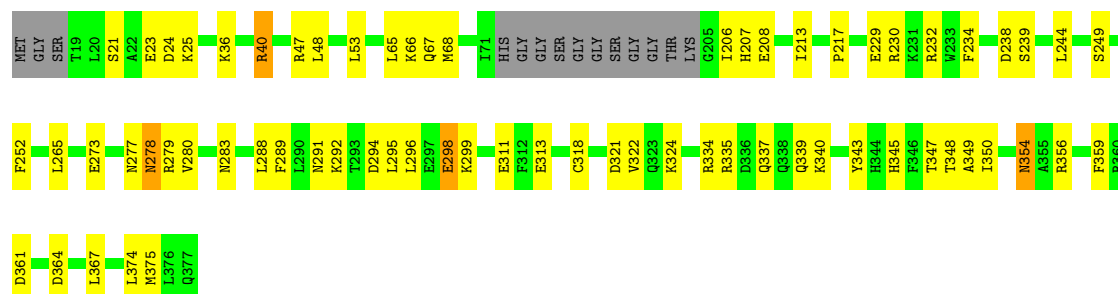 MET GLY SER T19 L20 S21 A22 E23 D24 K25 K36 R40 R47 L48 L53 L65 K66 Q67 M68 I71 HIS GLY GLY SER GLY GLY SER GLY GLY THR LYS G205 I206 H207 E208 I213 P217 E229 R230 K231 R232 W233 F234 D238 S239 L244 S249
F252 L265 E273 N277 N278 R279 V280 N283 L288 F289 L290 N291 K292 T293 D294 L295 L296 E297 E298 K299 E311 F312 E313 C318 D321 V322 Q323 K324 R334 R335 D336 Q337 Q338 Q339 K340 Y343 H344 H345 F346 T347 T348 A349 I350 N354 A355 R356 F359 R360
D361 D364 L367 L374 M375 L376 Q377